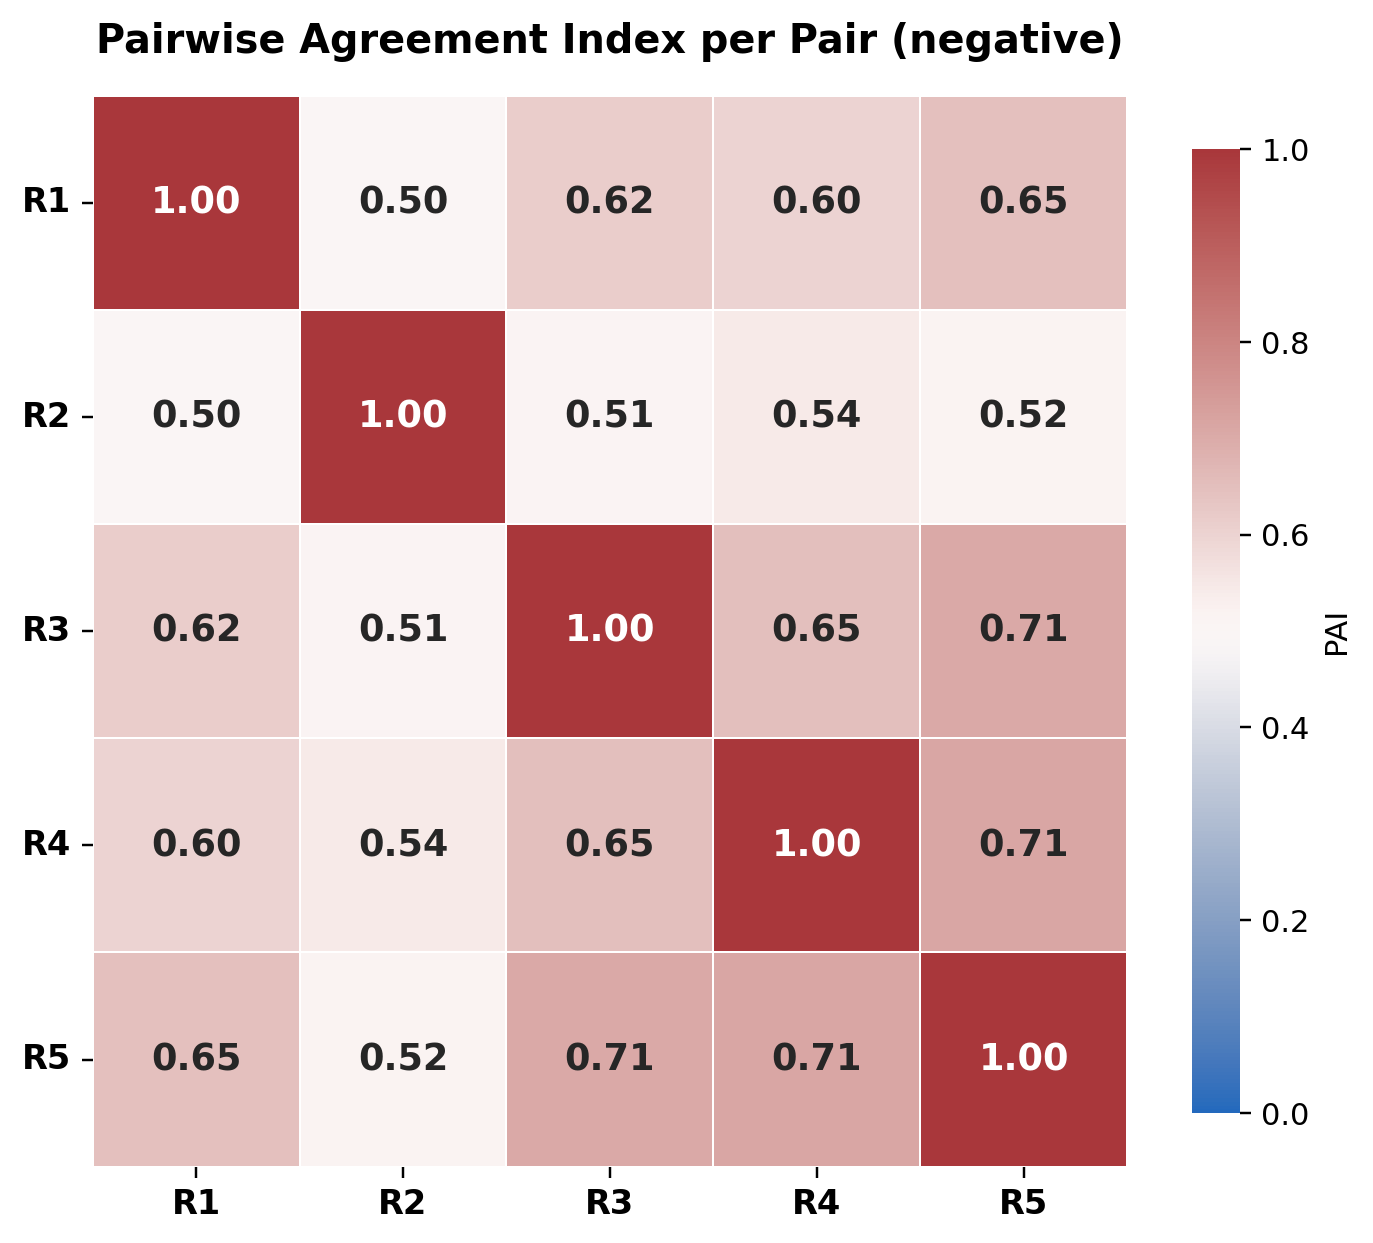 Pairwise Agreement Index per Pair (negative)
R1 1.00 0.50 0.62 0.60 0.65
R2 0.50 1.00 0.51 0.54 0.52
R3 0.62 0.51 1.00 0.65 0.71
R4 0.60 0.54 0.65 1.00 0.71
R5 0.65 0.52 0.71 0.71 1.00
R1 R2 R3 R4 R5
1.0
0.8
0.6
0.4
0.2
0.0
PAI